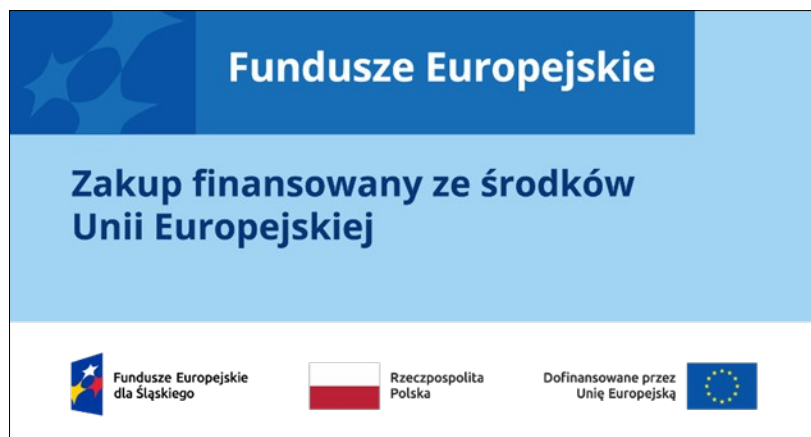 Fundusze Europejskie
Zakup finansowany ze środków
Unii Europejskiej
Fundusze Europejskie
dla Śląskiego
Rzeczpospolita
Polska
Dofinansowane przez
Unię Europejską